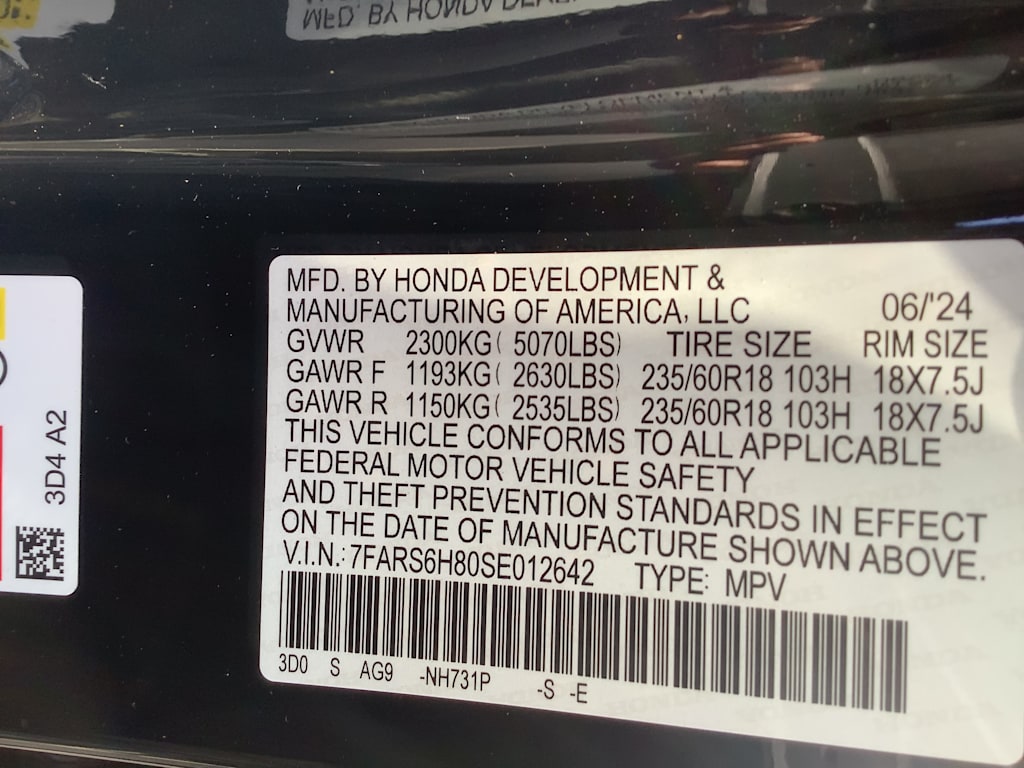 MFD. BY HONDA
MFD. BY HONDA DEVELOPMENT &
MANUFACTURING OF AMERICA, LLC 06/'24
GVWR 2300KG( 5070LBS) TIRE SIZE RIM SIZE
GAWR F 1193KG( 2630LBS) 235/60R18 103H 18X7.5J
GAWR R 1150KG( 2535LBS) 235/60R18 103H 18X7.5J
THIS VEHICLE CONFORMS TO ALL APPLICABLE
FEDERAL MOTOR VEHICLE SAFETY
AND THEFT PREVENTION STANDARDS IN EFFECT
ON THE DATE OF MANUFACTURE SHOWN ABOVE.
V.I.N.: 7FARS6H80SE012642 TYPE: MPV
3D0 S AG9 -NH731P -S -E
3D4 A2